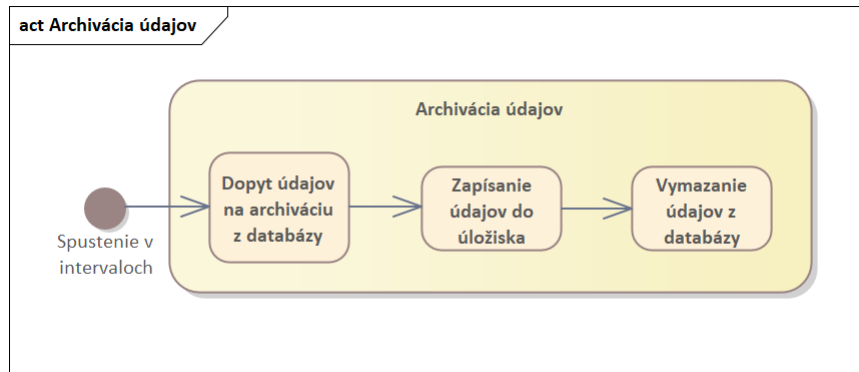 act Archivácia údajov
Archivácia údajov
Dopyt údajov
na archiváciu
z databázy
Zapísanie
údajov do
úložiska
Vymazanie
údajov z
databázy
Spustenie v
intervaloch